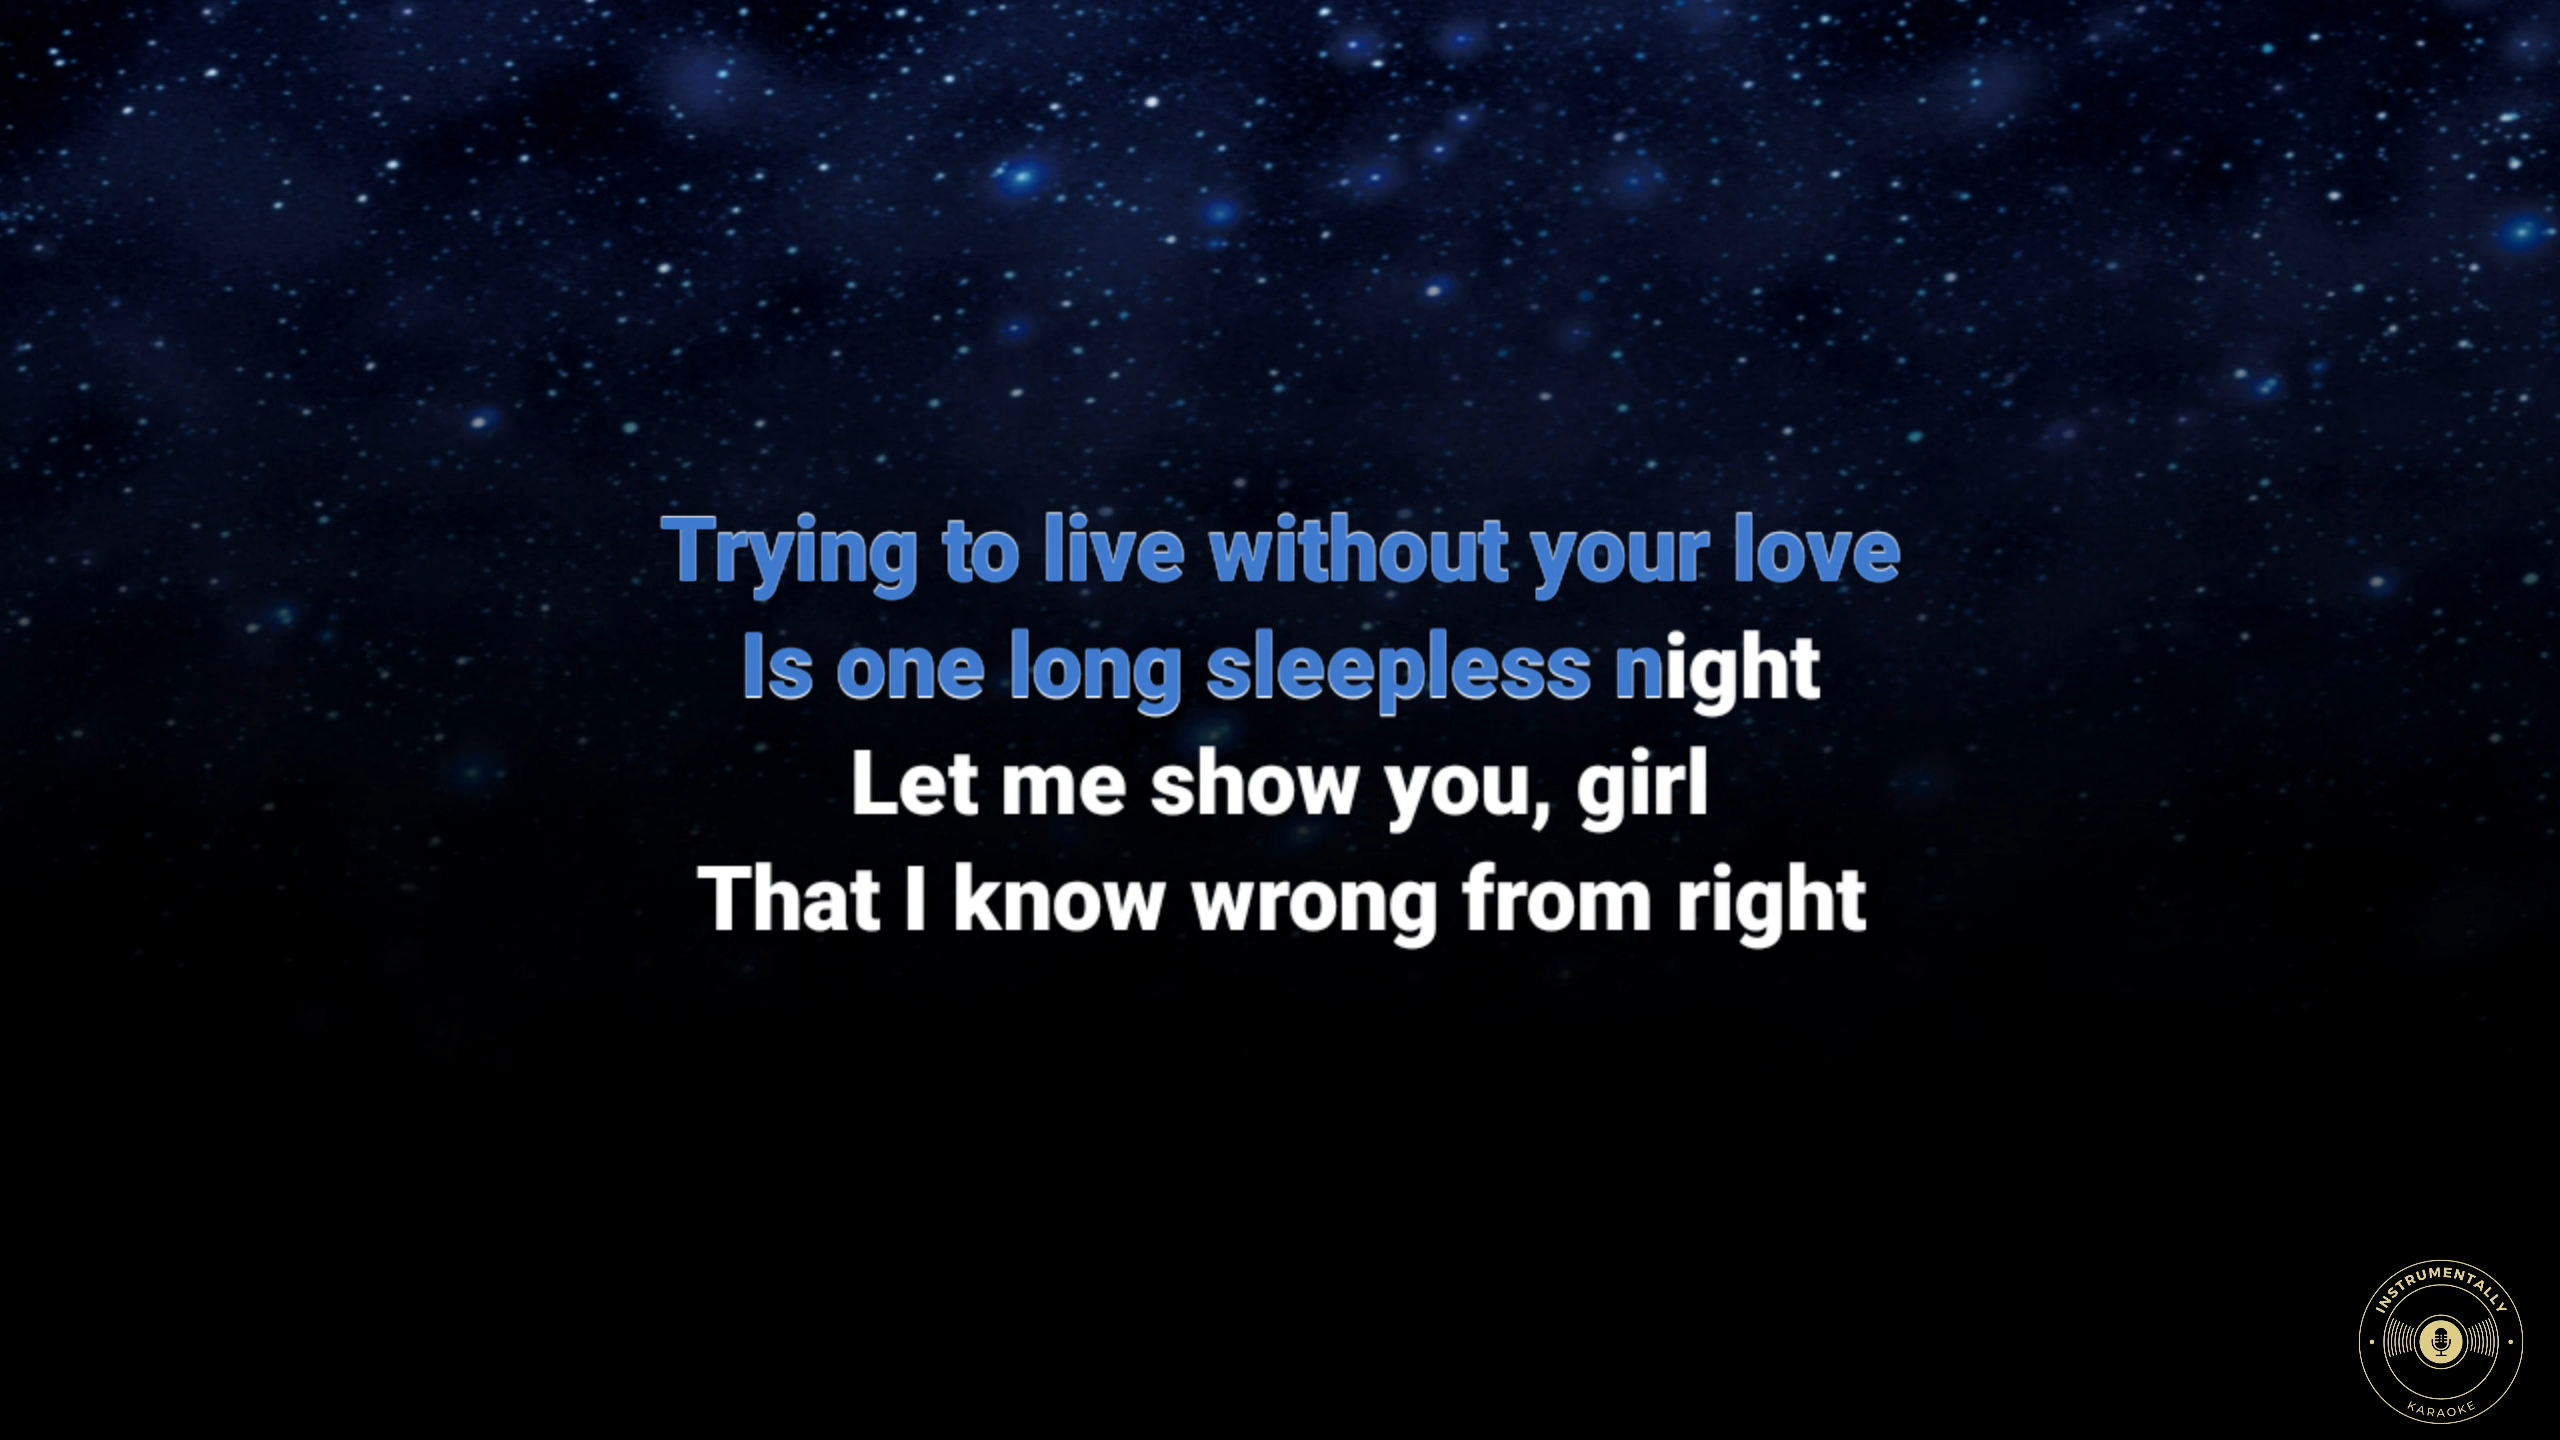 Trying to live without your love
Is one long sleepless night
Let me show you, girl
That I know wrong from right
INSTRUMENTALLY
KARAOKE